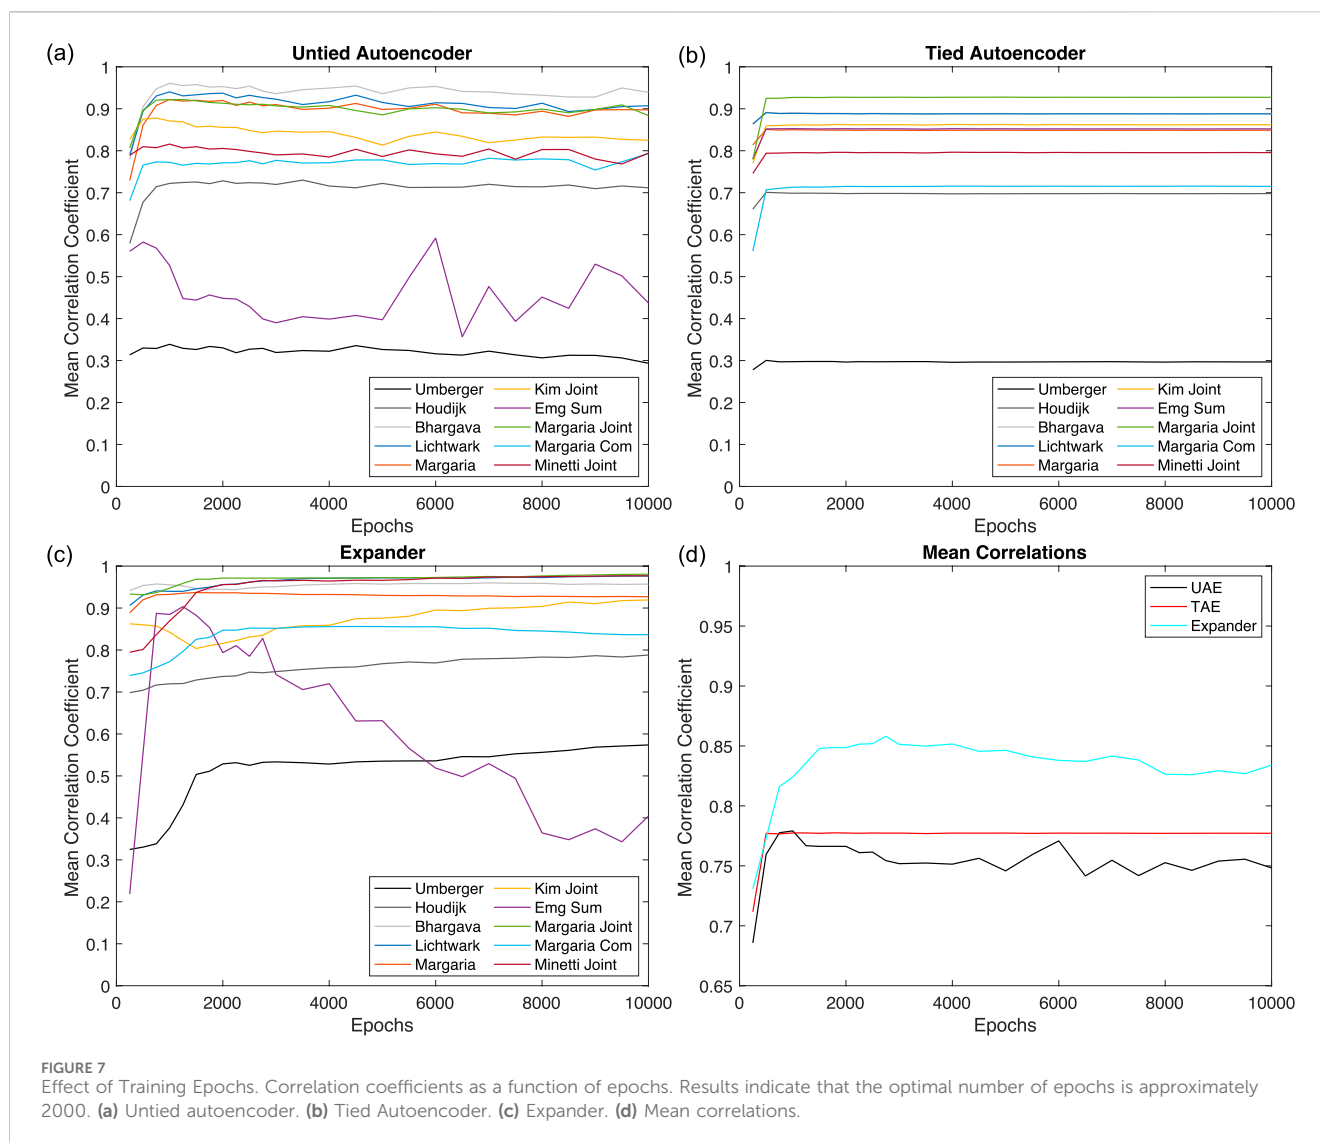 (a)
Untied Autoencoder
Mean Correlation Coefficient
1
0.9
0.8
0.7
0.6
0.5
0.4
0.3
0.2
0.1
0
0 2000 4000 6000 8000 10000
Epochs
Umberger Kim Joint
Houdijk Emg Sum
Bhargava Margaria Joint
Lichtwark Margaria Com
Margaria Minetti Joint
(b)
Tied Autoencoder
Mean Correlation Coefficient
1
0.9
0.8
0.7
0.6
0.5
0.4
0.3
0.2
0.1
0
0 2000 4000 6000 8000 10000
Epochs
Umberger Kim Joint
Houdijk Emg Sum
Bhargava Margaria Joint
Lichtwark Margaria Com
Margaria Minetti Joint
(c)
Expander
Mean Correlation Coefficient
1
0.9
0.8
0.7
0.6
0.5
0.4
0.3
0.2
0.1
0
0 2000 4000 6000 8000 10000
Epochs
Umberger Kim Joint
Houdijk Emg Sum
Bhargava Margaria Joint
Lichtwark Margaria Com
Margaria Minetti Joint
(d)
Mean Correlations
Mean Correlation Coefficient
1
0.95
0.9
0.85
0.8
0.75
0.7
0.65
0 2000 4000 6000 8000 10000
Epochs
UAE
TAE
Expander
FIGURE 7
Effect of Training Epochs. Correlation coefficients as a function of epochs. Results indicate that the optimal number of epochs is approximately
2000. (a) Untied autoencoder. (b) Tied Autoencoder. (c) Expander. (d) Mean correlations.